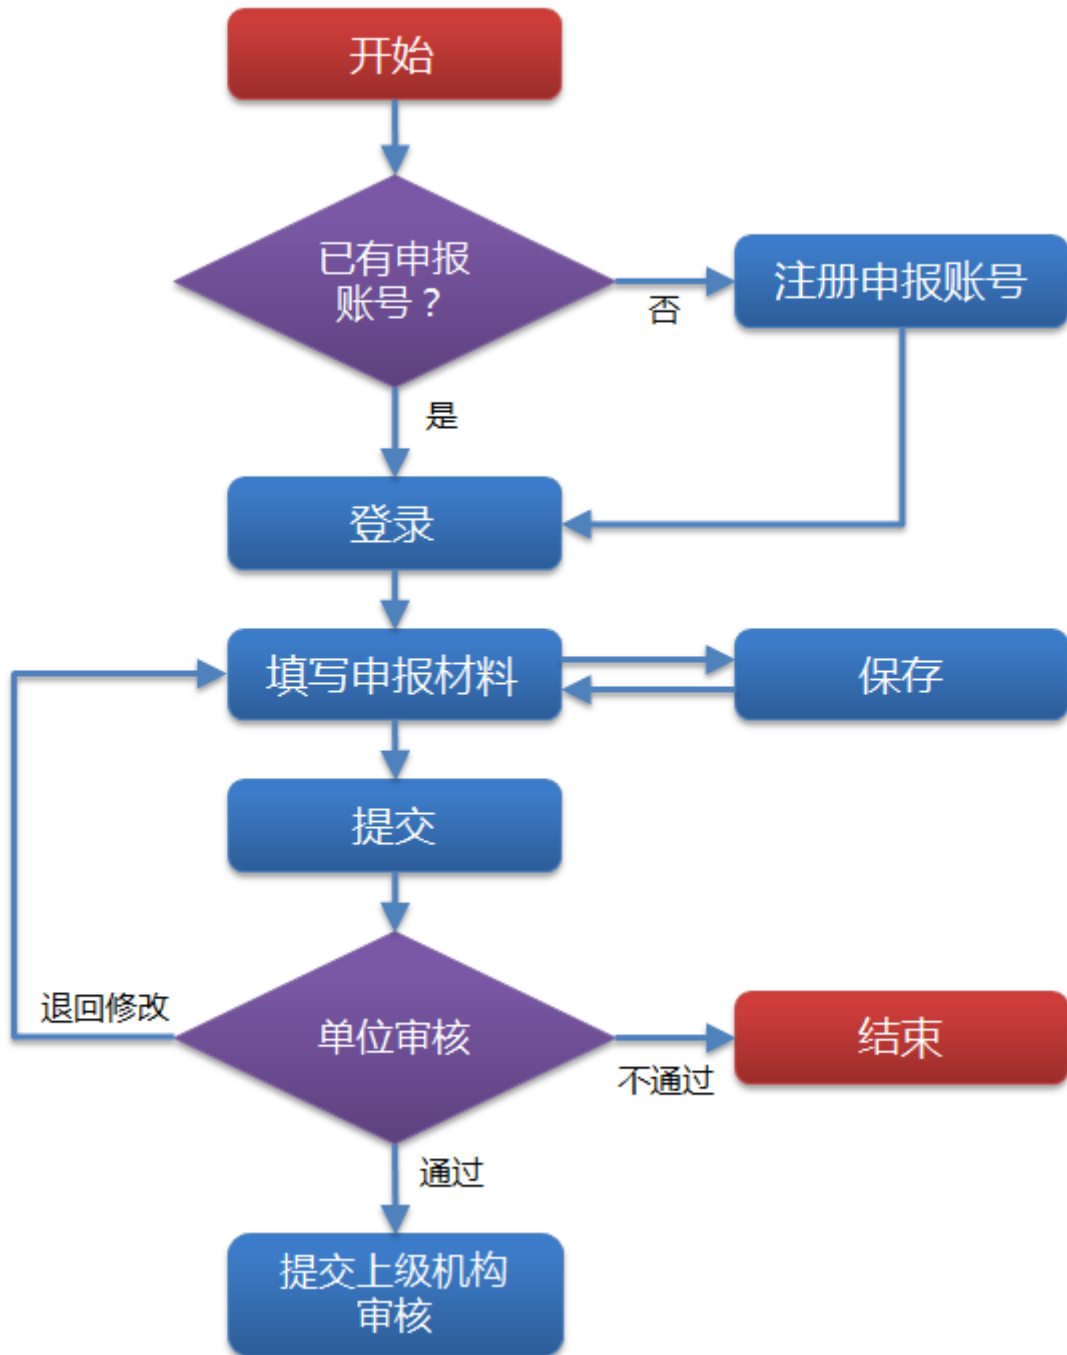 开始
已有申报
账号？
否
注册申报账号
是
登录
填写申报材料
保存
提交
退回修改
单位审核
不通过
结束
通过
提交上级机构
审核